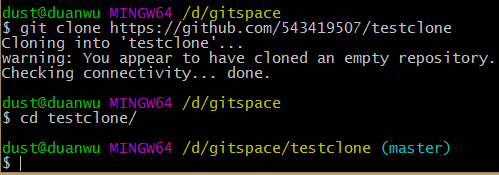 dust@duanwu MINGW64 /d/gitspace
$ git clone https://github.com/543419507/testclone
Cloning into 'testclone'...
warning: You appear to have cloned an empty repository.
Checking connectivity... done.
dust@duanwu MINGW64 /d/gitspace
$ cd testclone/
dust@duanwu MINGW64 /d/gitspace/testclone (master)
$